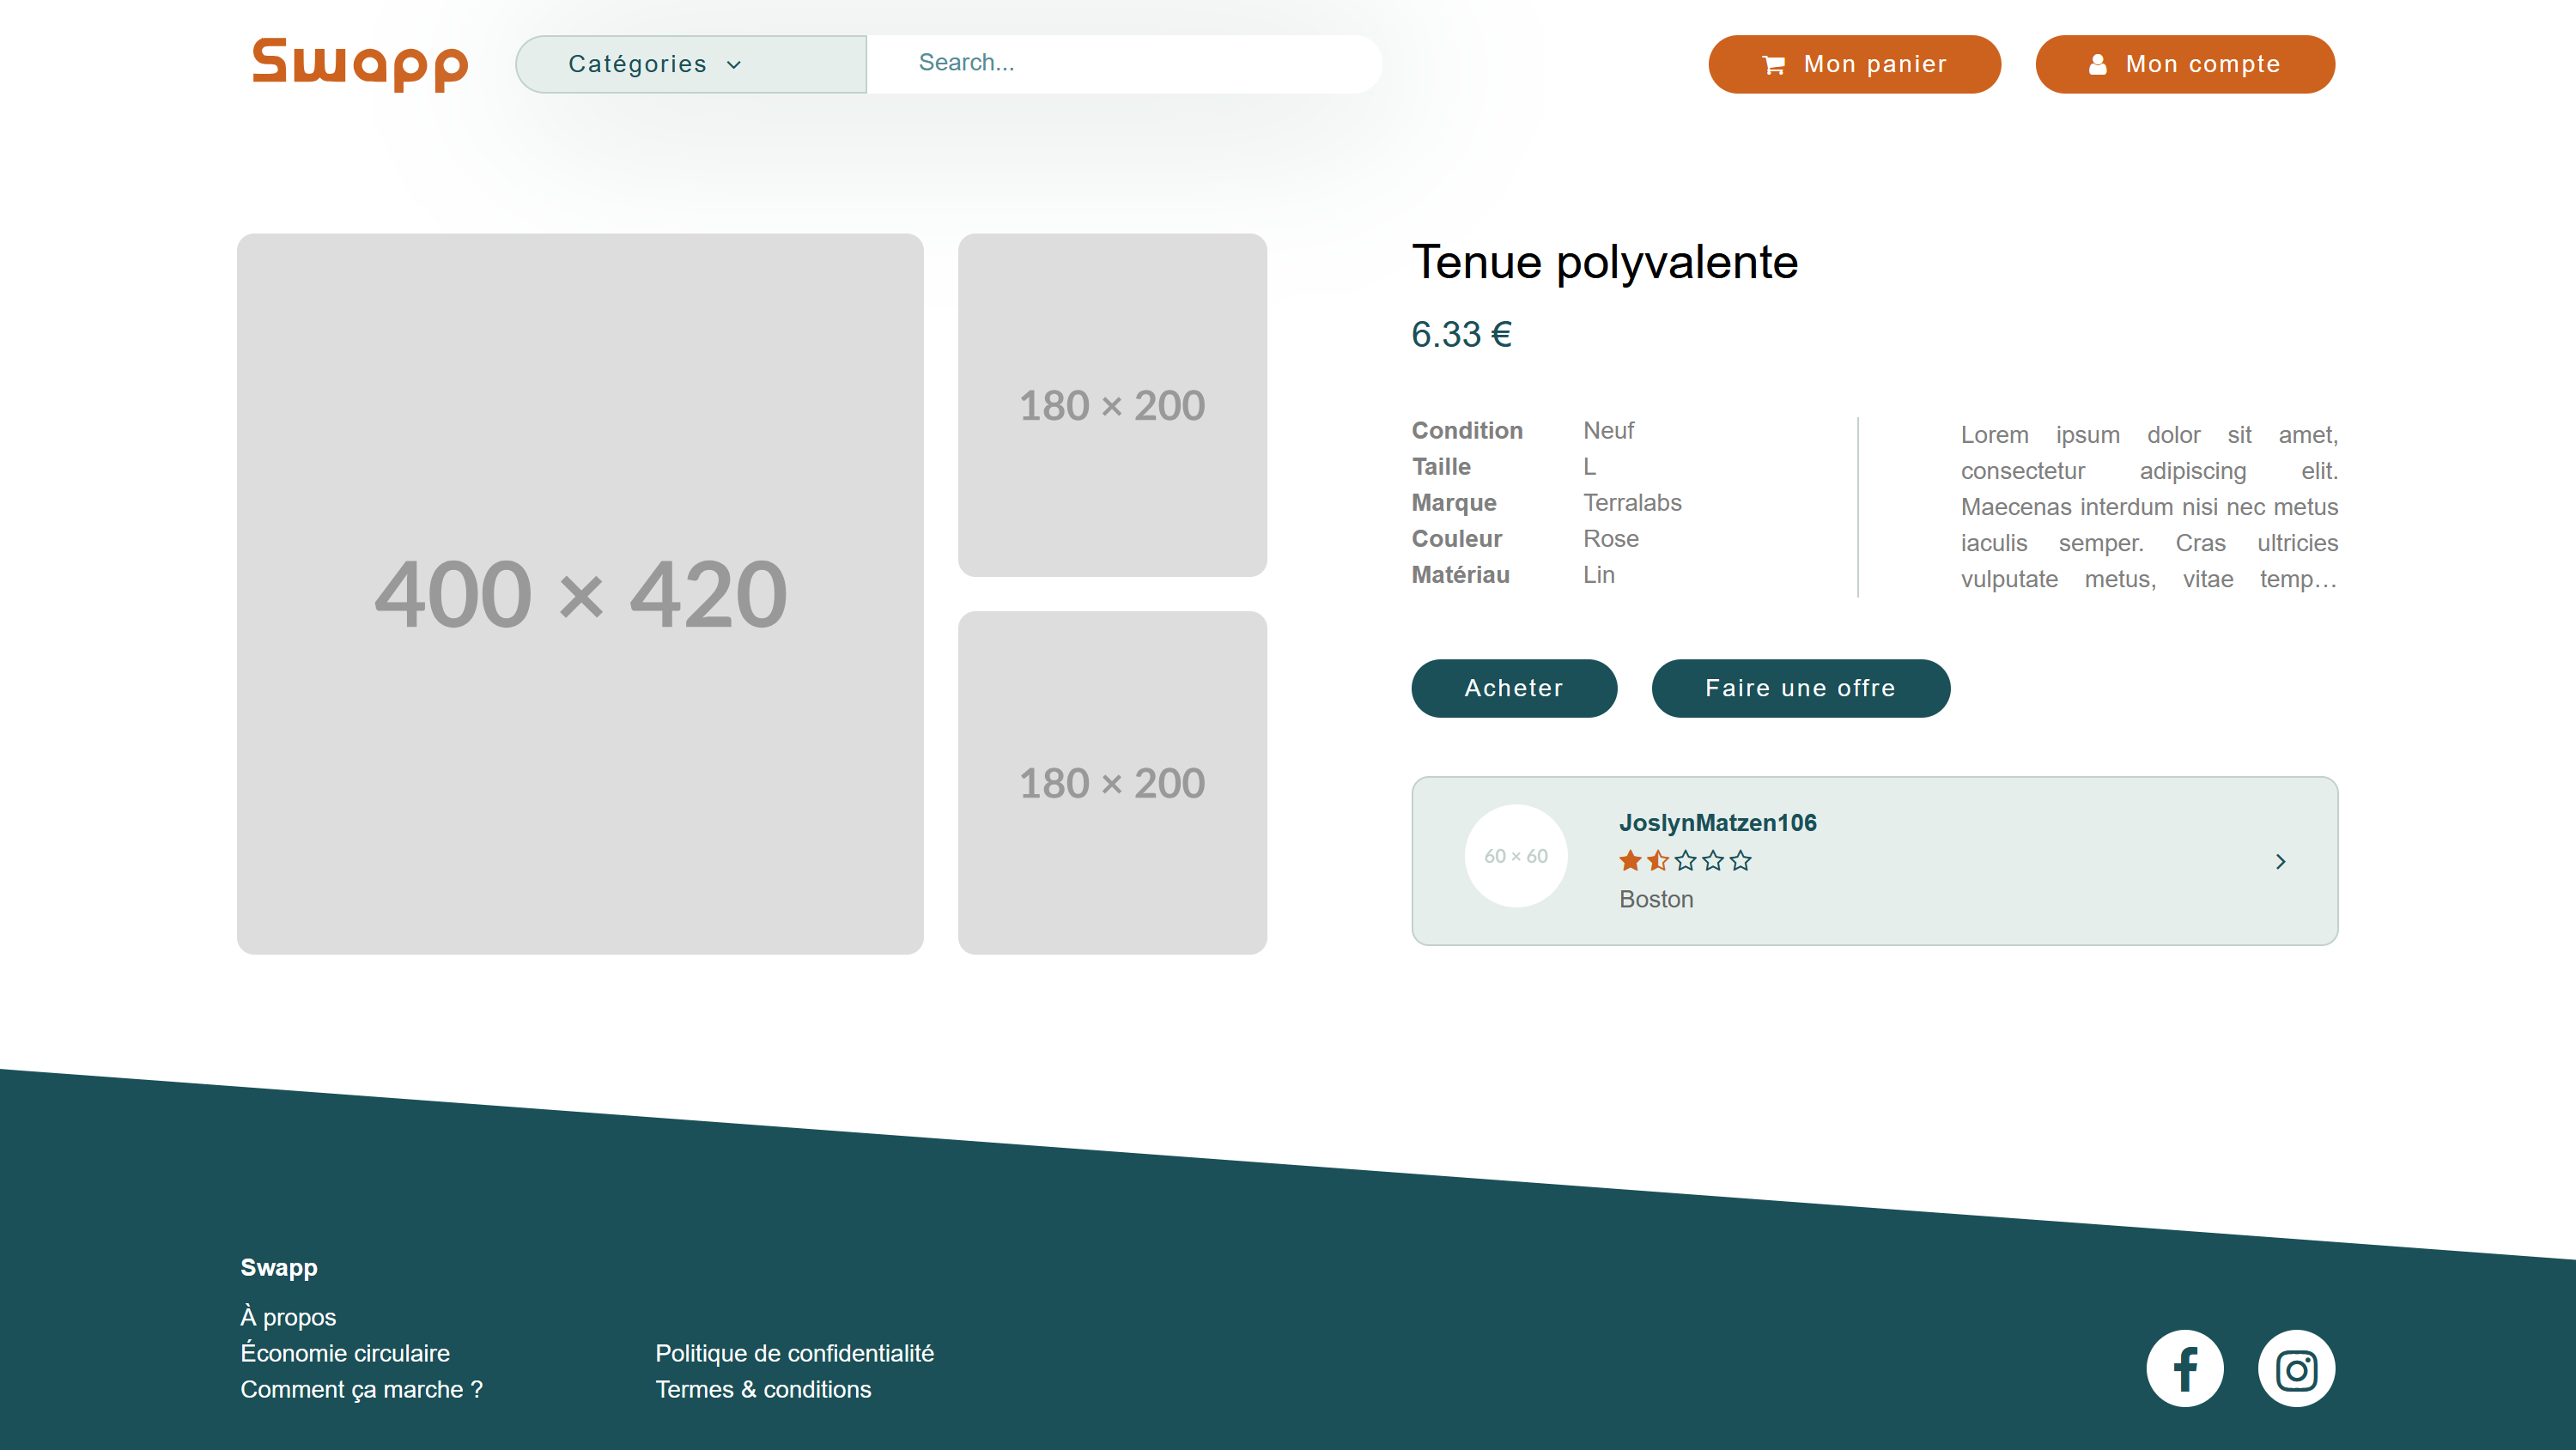 Swapp
Catégories
Search...
Mon panier
Mon compte
400 × 420
180 × 200
180 × 200
Tenue polyvalente
6.33 €
Condition Neuf
Taille L
Marque Terralabs
Couleur Rose
Matériau Lin
Lorem ipsum dolor sit amet,
consectetur adipiscing elit.
Maecenas interdum nisi nec metus
iaculis semper. Cras ultricies
vulputate metus, vitae temp…
Acheter
Faire une offre
60 × 60
JoslynMatzen106
Boston
Swapp
À propos
Économie circulaire
Comment ça marche ?
Politique de confidentialité
Termes & conditions